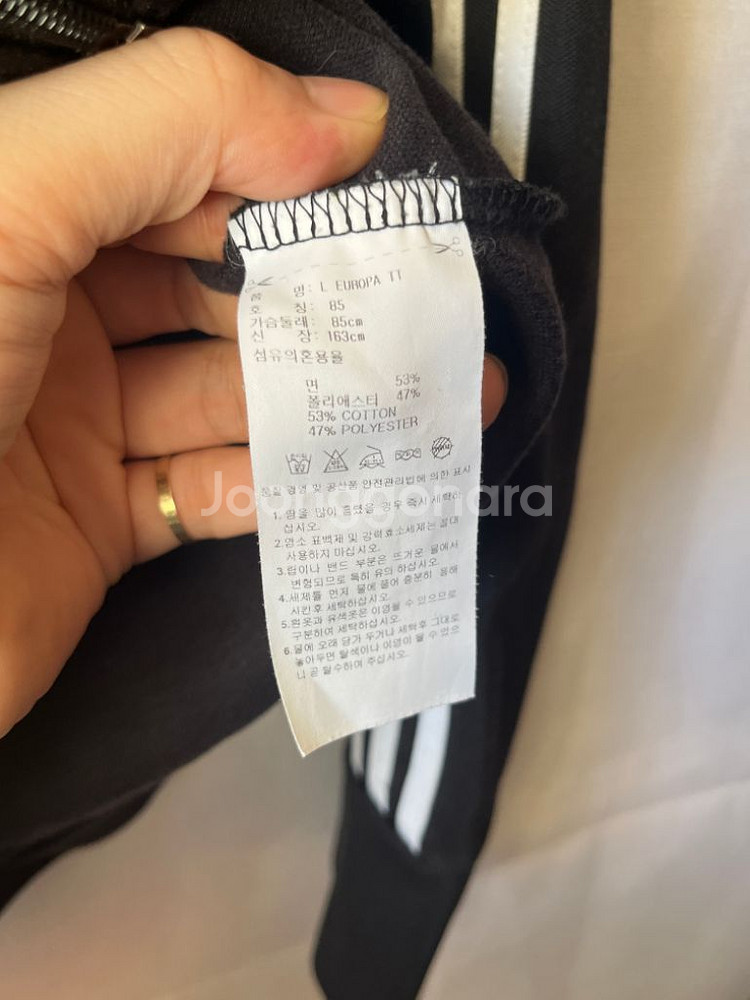 품 명: L EUROPA TT
호 칭: 85
가슴둘레: 85cm
신 장: 163cm
섬유의혼용율
면 53%
폴리에스터 47%
53% COTTON
47% POLYESTER
품질경영 및 공산품 안전관리법에 의한 표시
Joonggonara
1. 땀을 많이 흘렸을 경우 즉시 세탁하
십시오.
2.염소 표백제 및 강력효소세제는 절대
사용하지 마십시오.
3.립이나 밴드 부분은 뜨거운 물에서
변형되므로 특히 유의 하십시오.
4.세제를 먼저 물에 풀어 충분히 용해
시킨후 세탁하십시오.
5.흰옷과 유색옷은 이염될 수 있으므로
구분하여 세탁하십시오.
6.물에 오래 담가 두거나 세탁후 그대로
놓아두면 탈색이나 이염이 될 수 있으
니 곧 탈수하여 주십시오.